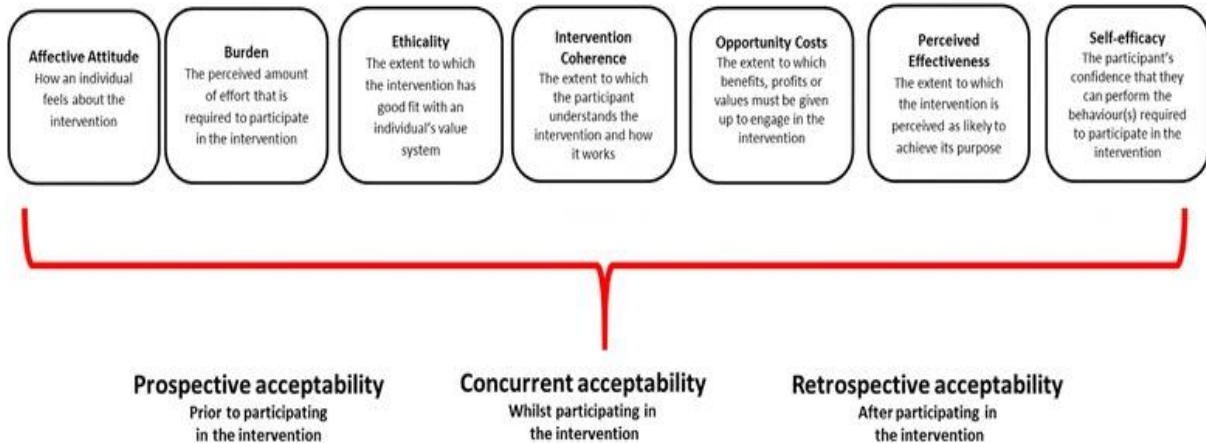 Affective Attitude
How an individual
feels about the
intervention
Burden
The perceived amount
of effort that is
required to participate
in the intervention
Ethicality
The extent to which
the intervention has
good fit with an
individual's value
system
Intervention
Coherence
The extent to which
the participant
understands the
intervention and how
it works
Opportunity Costs
The extent to which
benefits, profits or
values must be given
up to engage in the
intervention
Perceived
Effectiveness
The extent to which
the intervention is
perceived as likely to
achieve its purpose
Self-efficacy
The participant's
confidence that they
can perform the
behaviour(s) required
to participate in the
intervention
Prospective acceptability
Prior to participating
in the intervention
Concurrent acceptability
Whilst participating in
the intervention
Retrospective acceptability
After participating in
the intervention